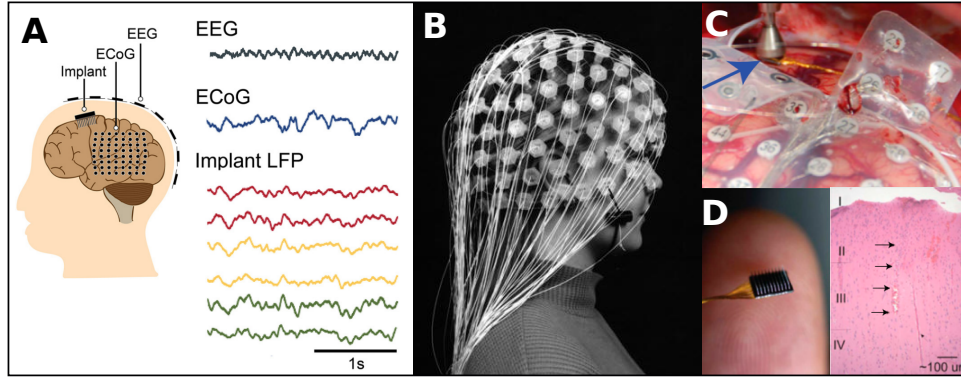 A
EEG
ECoG
Implant
EEG
ECoG
Implant LFP
1s
B
C
D
I
II
III
IV
~100 um